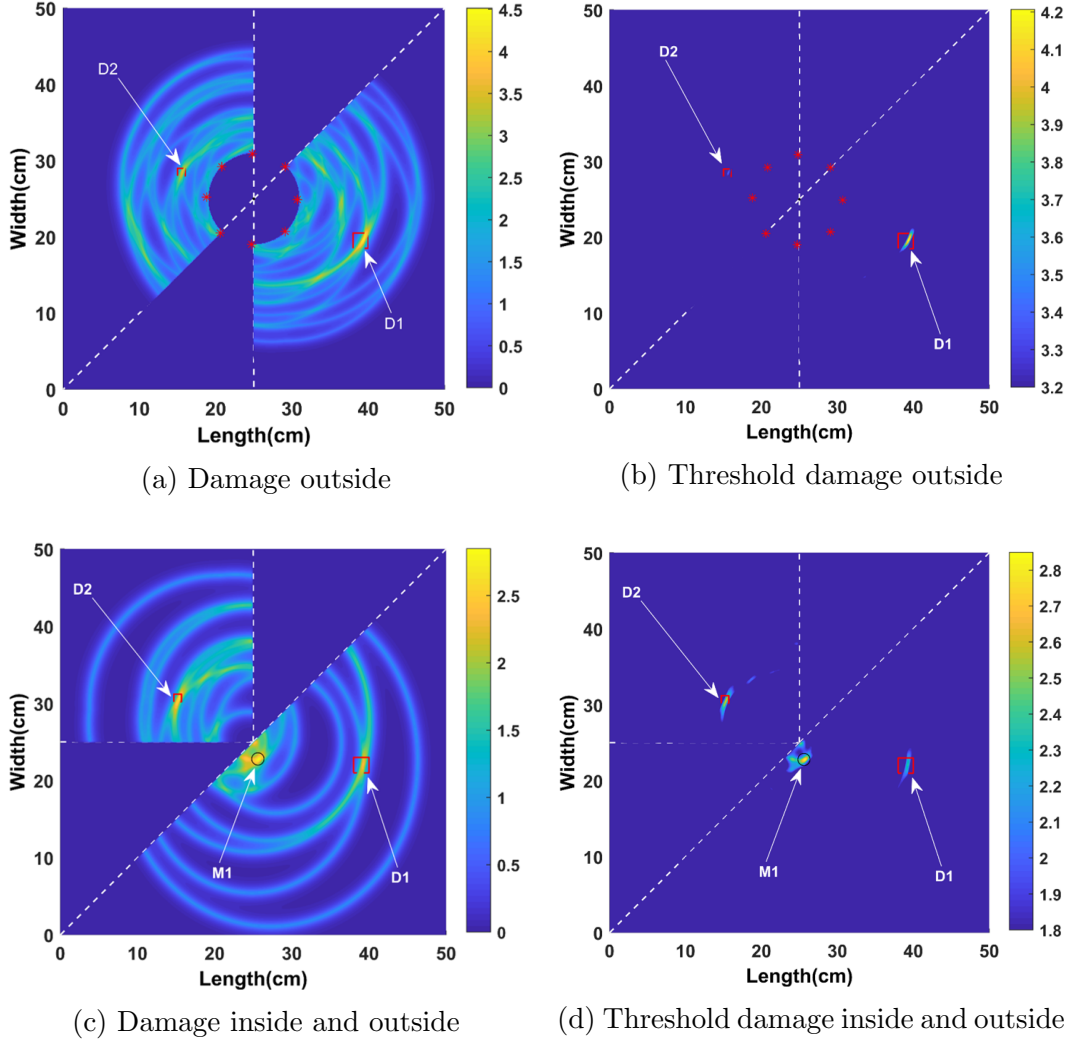 50
40
30
20
10
0
Width(cm)
0 10 20 30 40 50
Length(cm)
D2
D1
4.5
4
3.5
3
2.5
2
1.5
1
0.5
0
(a) Damage outside
50
40
30
20
10
0
Width(cm)
0 10 20 30 40 50
Length(cm)
D2
D1
4.2
4.1
4
3.9
3.8
3.7
3.6
3.5
3.4
3.3
3.2
(b) Threshold damage outside
50
40
30
20
10
0
Width(cm)
0 10 20 30 40 50
Length(cm)
D2
M1
D1
2.5
2
1.5
1
0.5
0
(c) Damage inside and outside
50
40
30
20
10
0
Width(cm)
0 10 20 30 40 50
Length(cm)
D2
M1
D1
2.8
2.7
2.6
2.5
2.4
2.3
2.2
2.1
2
1.9
1.8
(d) Threshold damage inside and outside